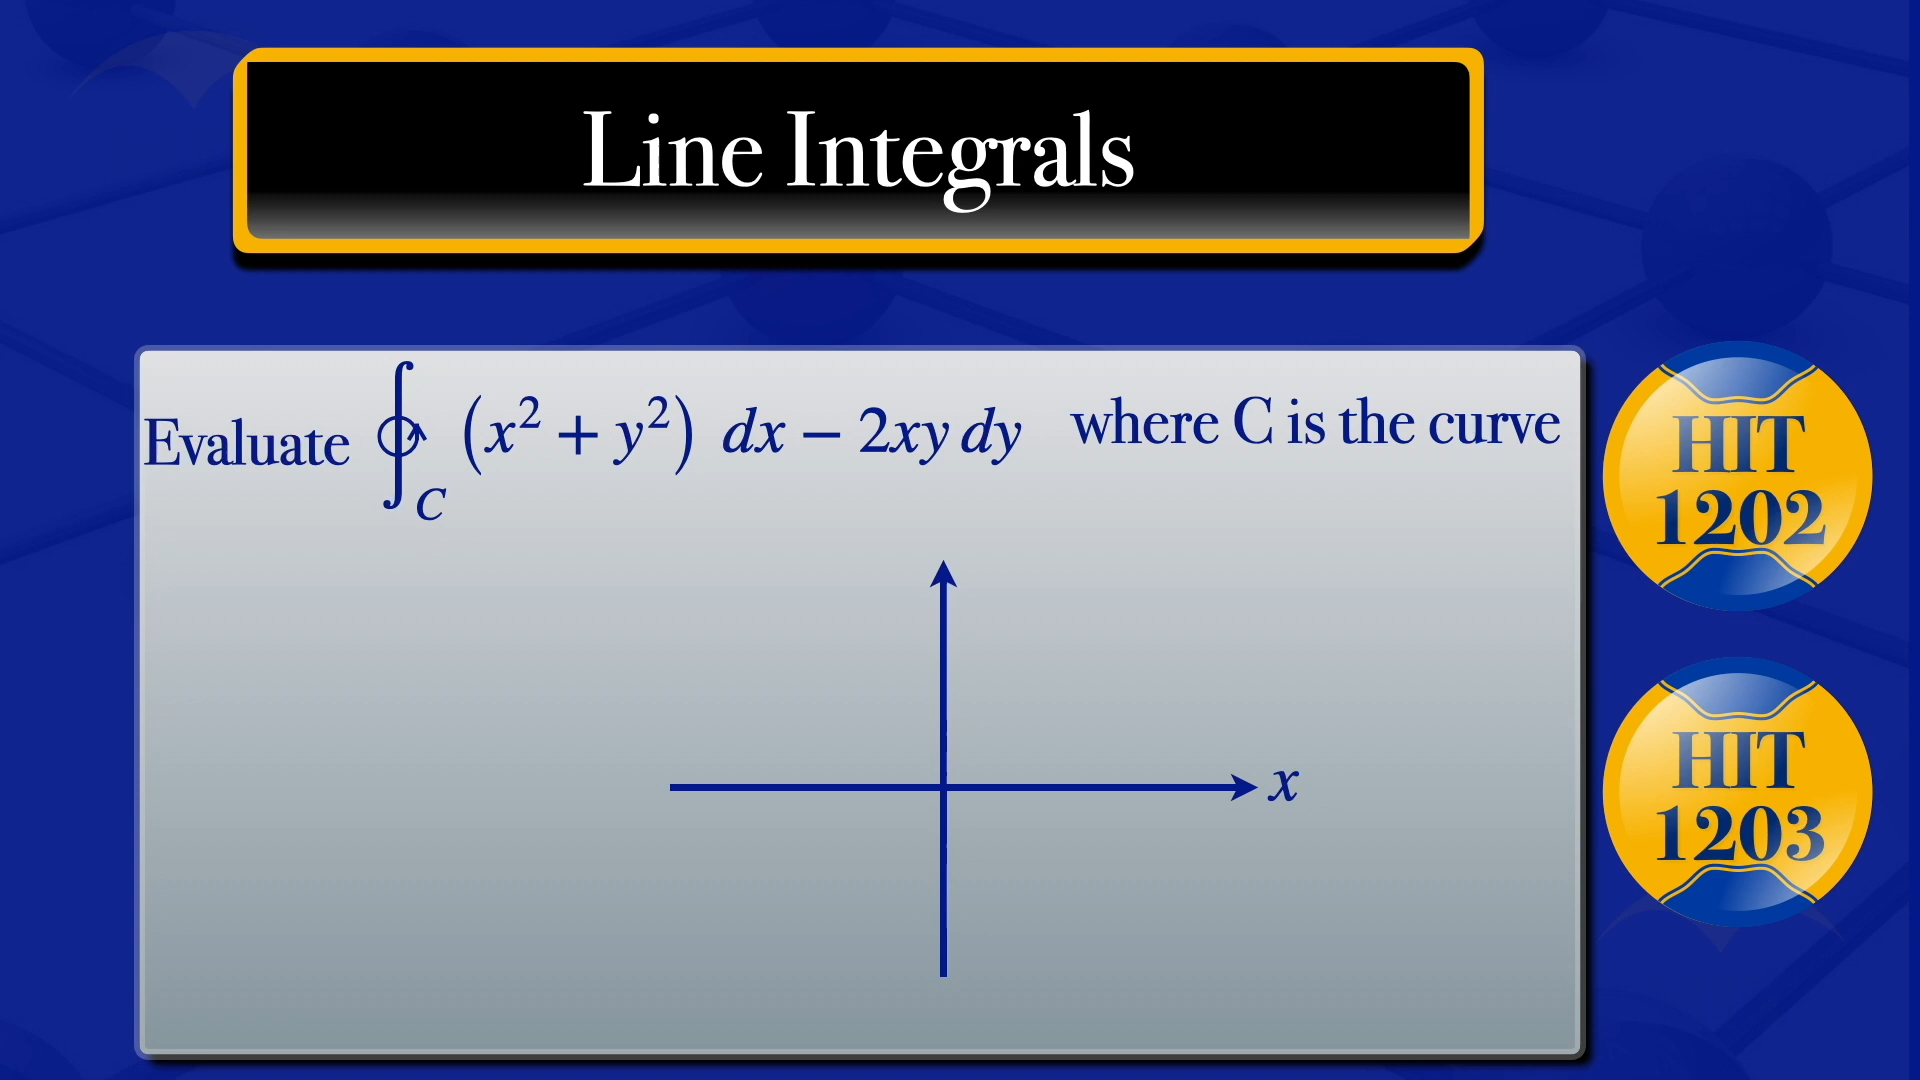 Line Integrals
Evaluate ∮_C (x² + y²) dx − 2xy dy where C is the curve
x
HIT
1202
HIT
1203